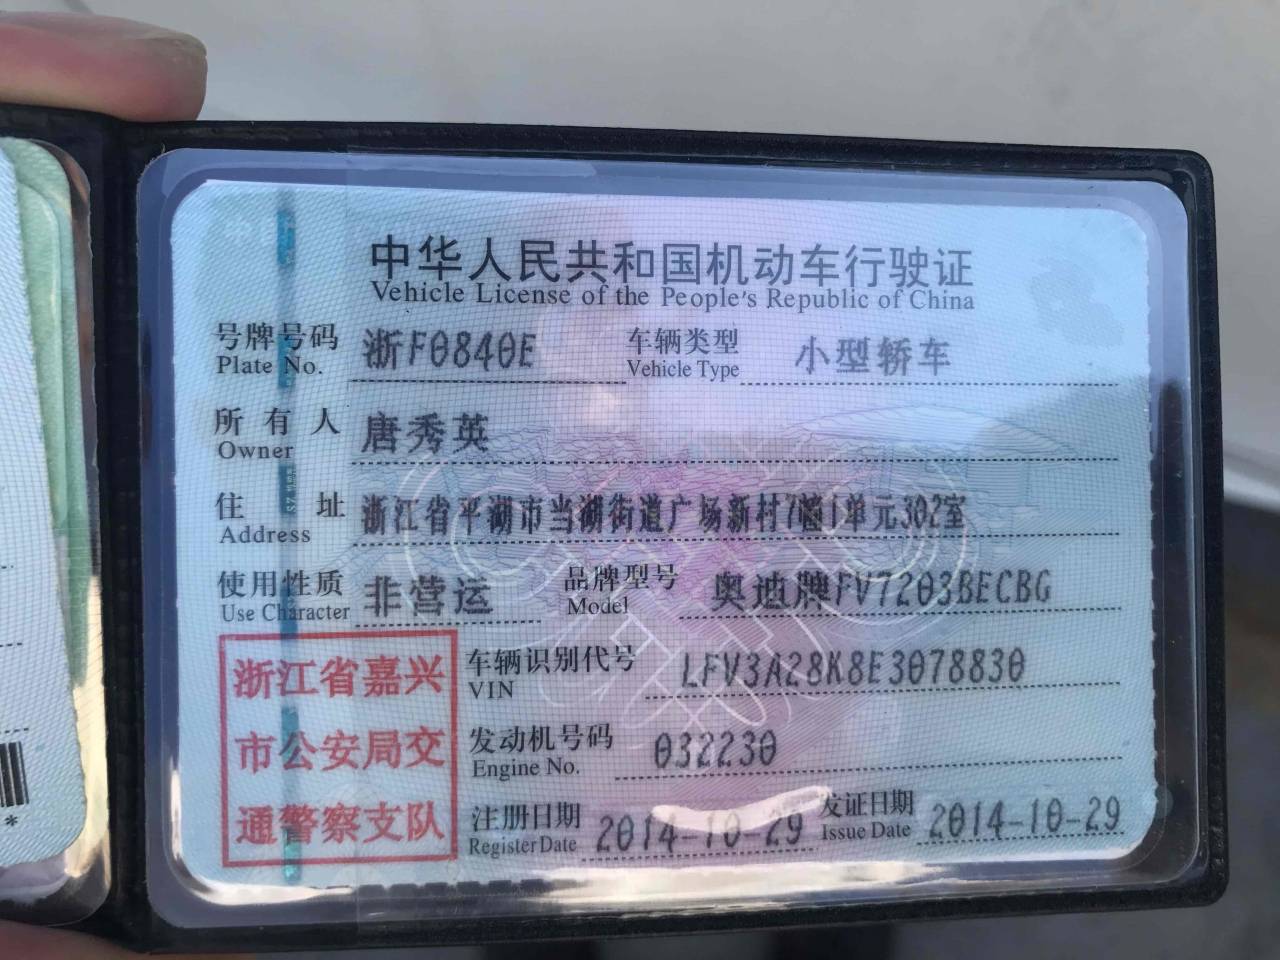 中华人民共和国机动车行驶证
Vehicle License of the People's Republic of China
号牌号码 浙F0840E 车辆类型 小型轿车
Plate No. Vehicle Type
所有人 唐秀英
Owner
住址 浙江省平湖市当湖街道广场新村7幢1单元302室
Address
使用性质 非营运 品牌型号 奥迪牌FV7203BECBG
Use Character Model
浙江省嘉兴
市公安局交
通警察支队
车辆识别代号 LFV3A28K8E3078830
VIN
发动机号码 032230
Engine No.
注册日期 2014-10-29 发证日期 2014-10-29
Register Date Issue Date
*